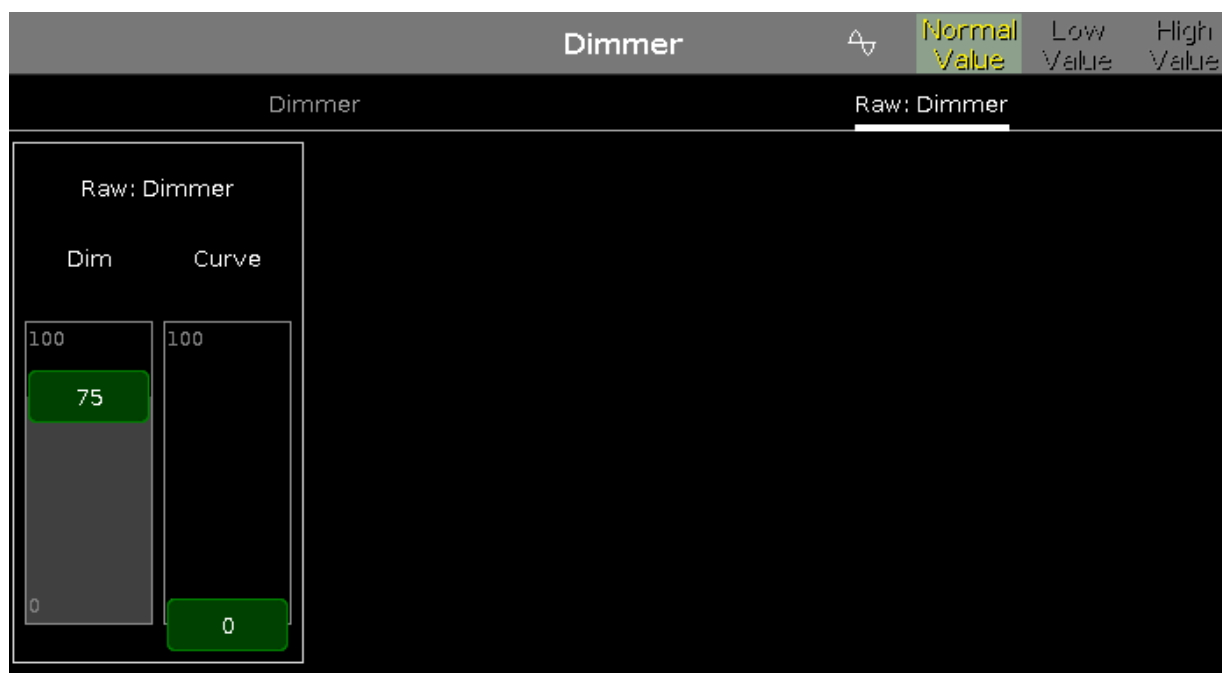 Dimmer
Normal Value
Low Value
High Value
Dimmer
Raw: Dimmer
Raw: Dimmer
Dim
Curve
100
100
75
0
0